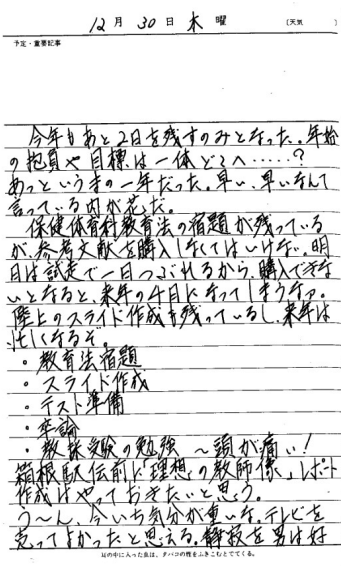 12月30日木曜 [天気 ]
予定・重要記事
今年もあと2日を残すのみとなった。年始
の抱負や目標は一体どこへ……?
あっというまの一年だった。早い、早いなんて
言っている内が花だ。
保健体育科教育法の宿題が残っている
が、参考文献を購入しなくてはいけない。明
日は試走で一日つぶれるから、購入できな
いとなると、来年の4日になってしまうなァ。
陸上のスライド作成も残っているし、来年は
忙しくなるぞ。
・教育法宿題
・スライド作成
・テスト準備
・卒論
・教採受験の勉強 〜頭が痛い!
箱根駅伝前に「理想の教師像」レポート
作成はやっておきたいと思う。
う〜ん、今いち気分が重いな。テレビを
買ってよかったと思える。解技を男は好
耳の中に入った虫は、タバコの煙をふきこむとでてくる。